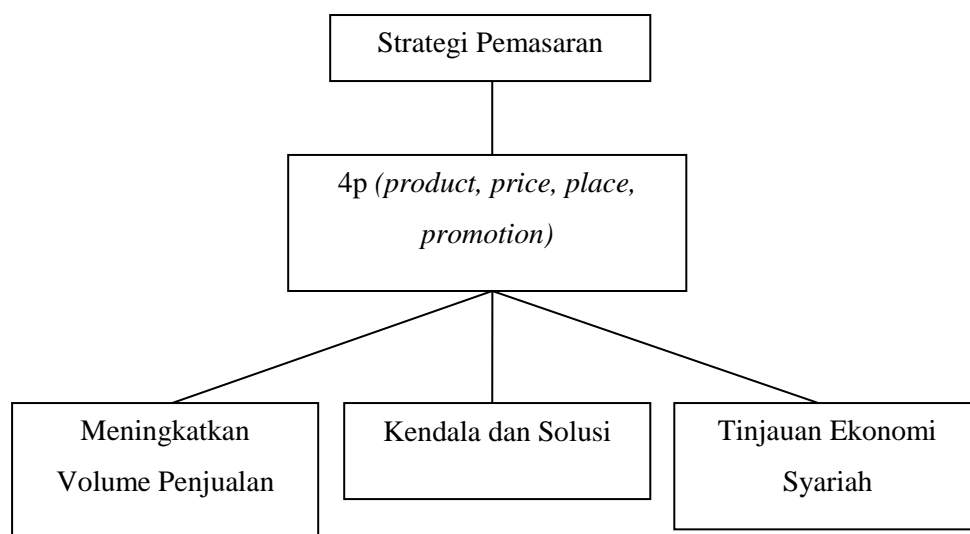 Strategi Pemasaran
4p (product, price, place,
promotion)
Meningkatkan
Volume Penjualan
Kendala dan Solusi
Tinjauan Ekonomi
Syariah